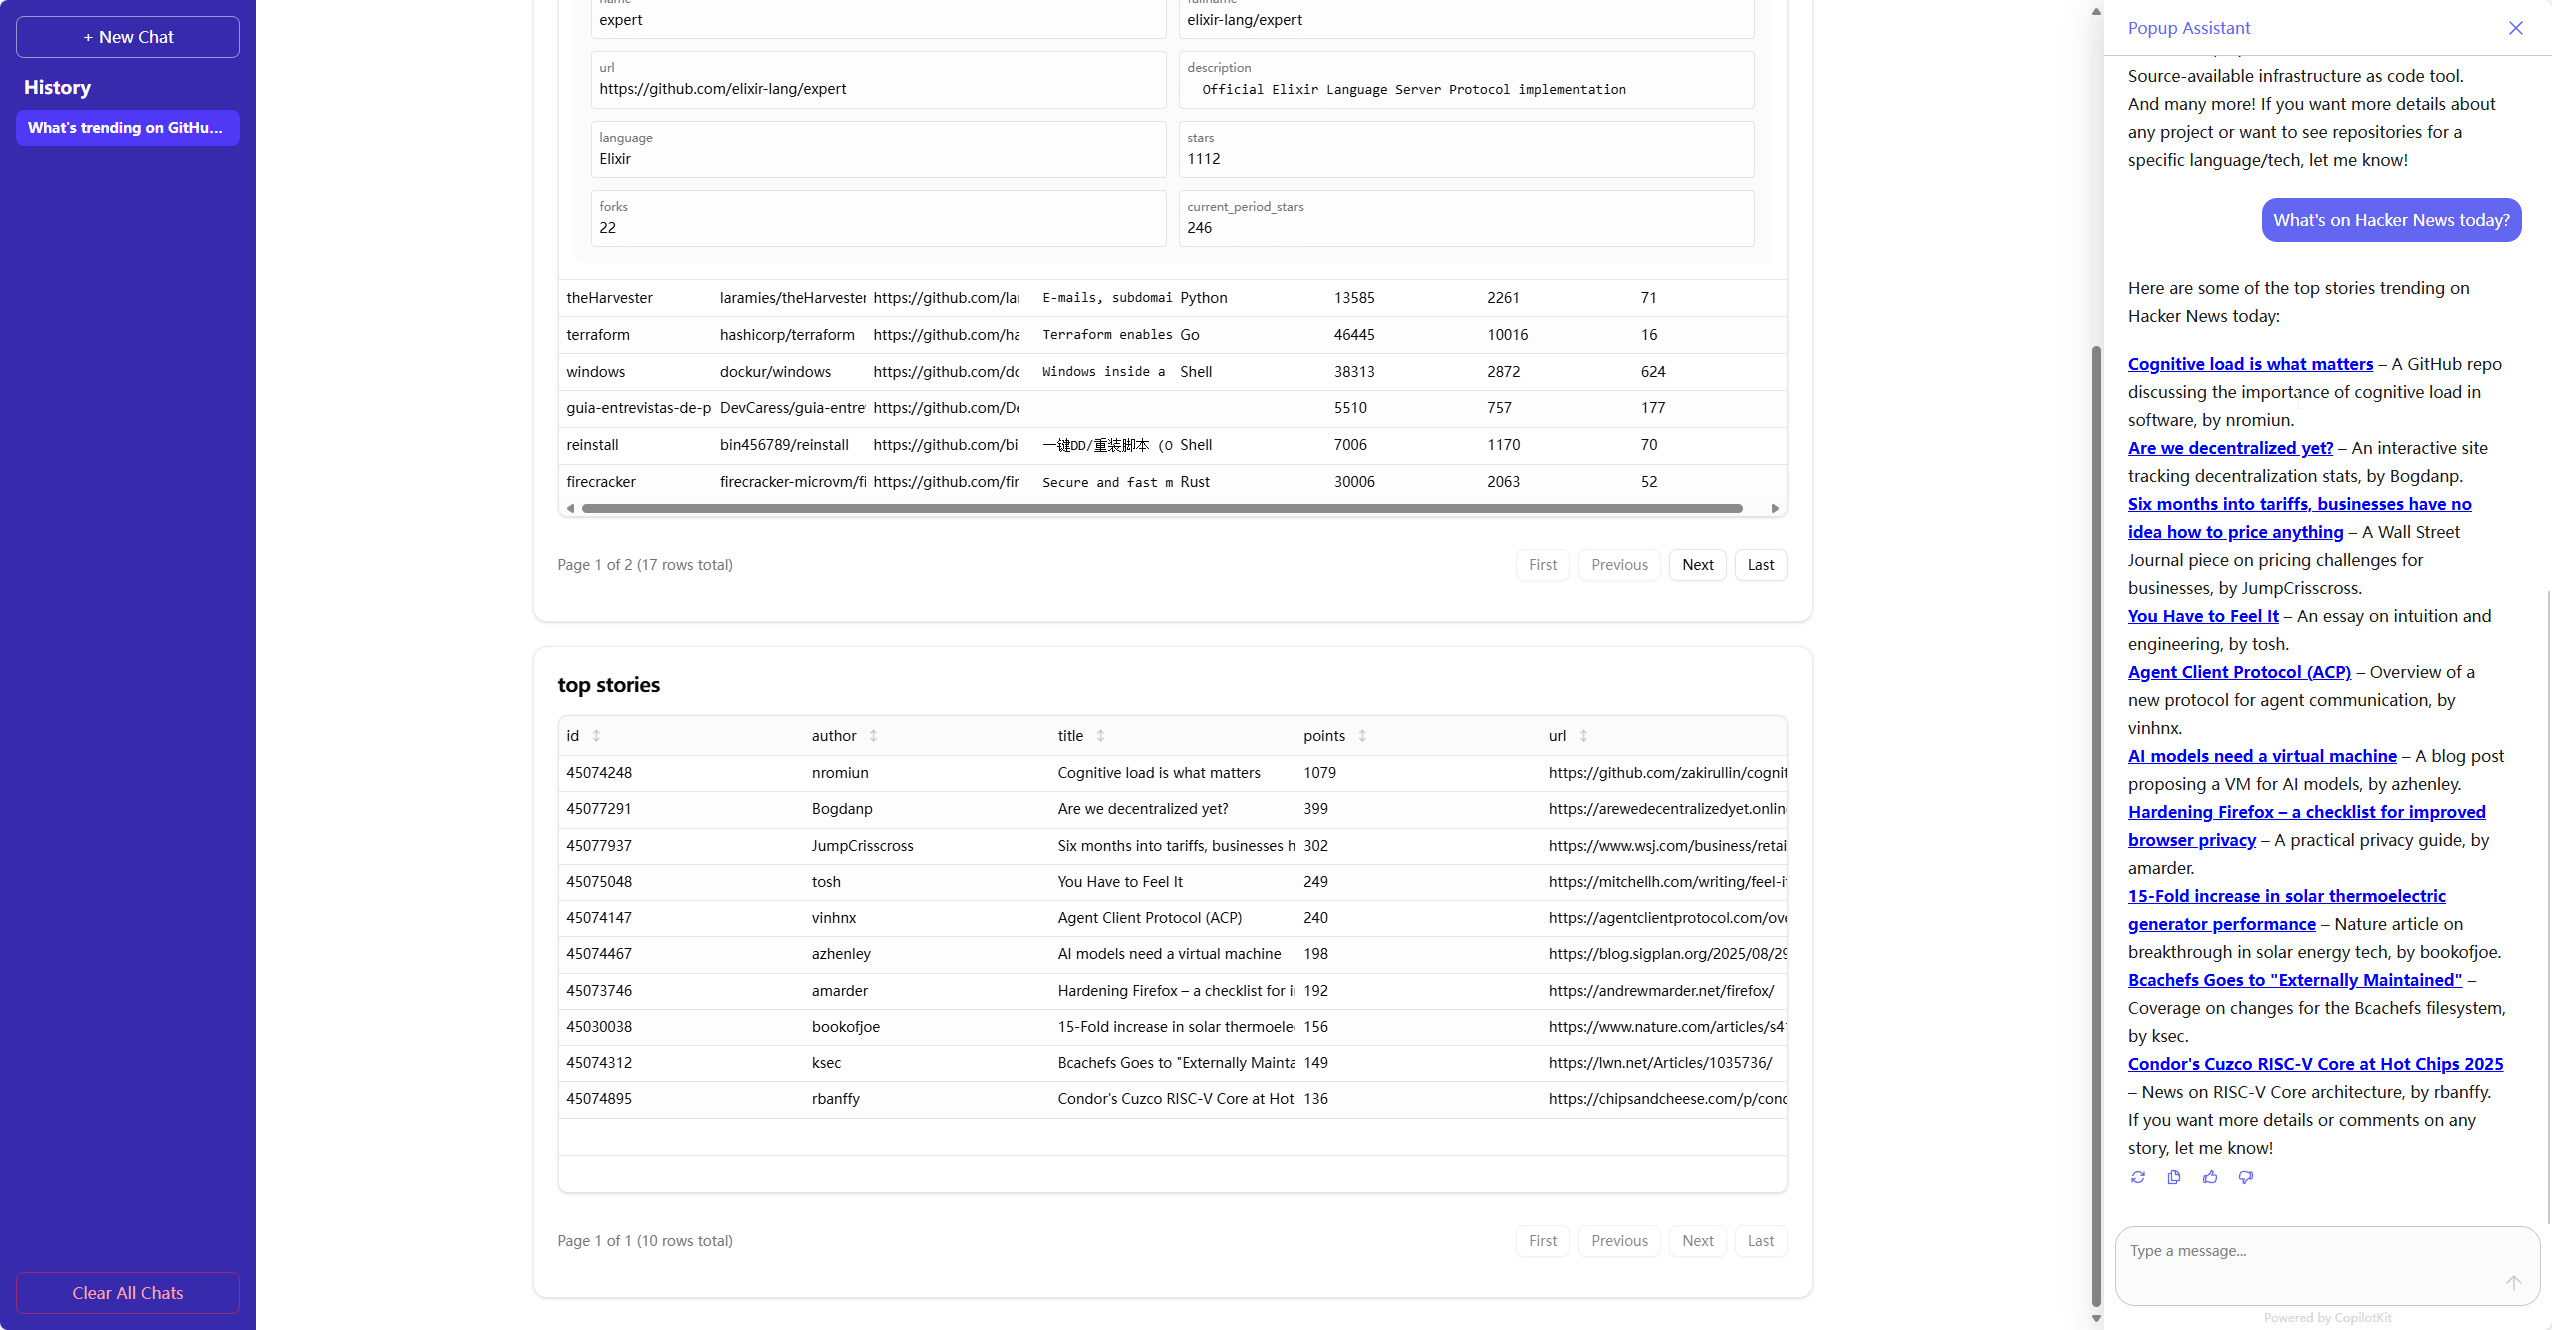 + New Chat
History
What's trending on GitHu...
Clear All Chats
expert
elixir-lang/expert
url
https://github.com/elixir-lang/expert
description
Official Elixir Language Server Protocol implementation
language
Elixir
stars
1112
forks
22
current_period_stars
246
theHarvester laramies/theHarvester https://github.com/la E-mails, subdomai Python 13585 2261 71
terraform hashicorp/terraform https://github.com/ha Terraform enables Go 46445 10016 16
windows dockur/windows https://github.com/do Windows inside a Shell 38313 2872 624
guia-entrevistas-de-p DevCaress/guia-entre https://github.com/De 5510 757 177
reinstall bin456789/reinstall https://github.com/bi 一键DD/重装脚本 (O Shell 7006 1170 70
firecracker firecracker-microvm/fi https://github.com/fir Secure and fast m Rust 30006 2063 52
Page 1 of 2 (17 rows total)
First Previous Next Last
top stories
id author title points url
45074248 nromiun Cognitive load is what matters 1079 https://github.com/zakirullin/cognit
45077291 Bogdanp Are we decentralized yet? 399 https://arewedecentralizedyet.onlin
45077937 JumpCrisscross Six months into tariffs, businesses h 302 https://www.wsj.com/business/retai
45075048 tosh You Have to Feel It 249 https://mitchellh.com/writing/feel-i
45074147 vinhnx Agent Client Protocol (ACP) 240 https://agentclientprotocol.com/ove
45074467 azhenley AI models need a virtual machine 198 https://blog.sigplan.org/2025/08/29
45073746 amarder Hardening Firefox – a checklist for i 192 https://andrewmarder.net/firefox/
45030038 bookofjoe 15-Fold increase in solar thermoele 156 https://www.nature.com/articles/s4
45074312 ksec Bcachefs Goes to "Externally Mainta 149 https://lwn.net/Articles/1035736/
45074895 rbanffy Condor's Cuzco RISC-V Core at Hot 136 https://chipsandcheese.com/p/cond
Page 1 of 1 (10 rows total)
First Previous Next Last
Popup Assistant
Source-available infrastructure as code tool.
And many more! If you want more details about
any project or want to see repositories for a
specific language/tech, let me know!
What's on Hacker News today?
Here are some of the top stories trending on
Hacker News today:
Cognitive load is what matters – A GitHub repo
discussing the importance of cognitive load in
software, by nromiun.
Are we decentralized yet? – An interactive site
tracking decentralization stats, by Bogdanp.
Six months into tariffs, businesses have no
idea how to price anything – A Wall Street
Journal piece on pricing challenges for
businesses, by JumpCrisscross.
You Have to Feel It – An essay on intuition and
engineering, by tosh.
Agent Client Protocol (ACP) – Overview of a
new protocol for agent communication, by
vinhnx.
AI models need a virtual machine – A blog post
proposing a VM for AI models, by azhenley.
Hardening Firefox – a checklist for improved
browser privacy – A practical privacy guide, by
amarder.
15-Fold increase in solar thermoelectric
generator performance – Nature article on
breakthrough in solar energy tech, by bookofjoe.
Bcachefs Goes to "Externally Maintained" –
Coverage on changes for the Bcachefs filesystem,
by ksec.
Condor's Cuzco RISC-V Core at Hot Chips 2025
– News on RISC-V Core architecture, by rbanffy.
If you want more details or comments on any
story, let me know!
Type a message...
Powered by CopilotKit